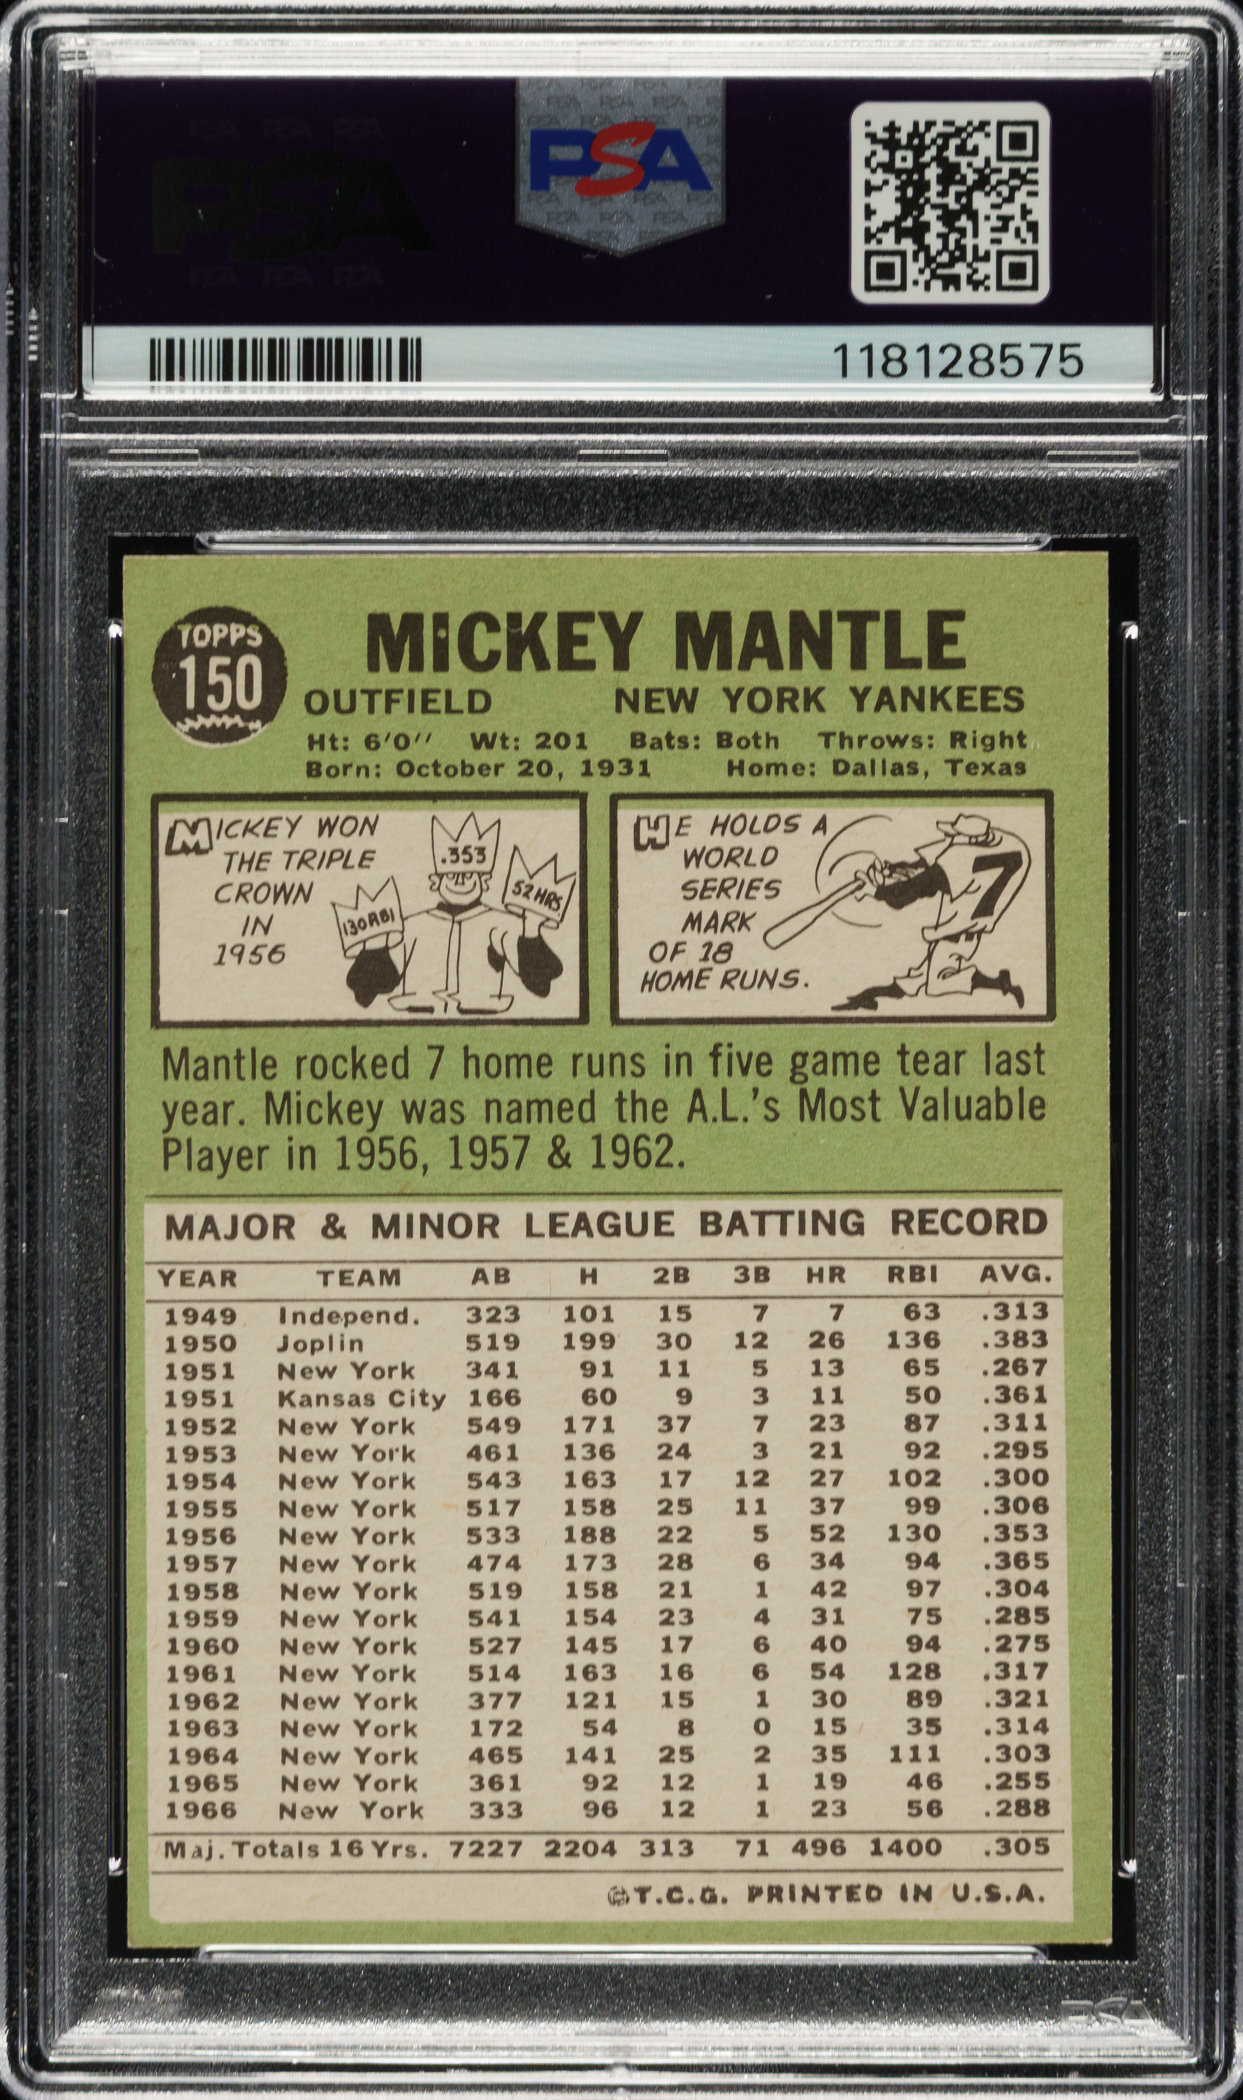 PSA
PSA
118128575
TOPPS
150
MICKEY MANTLE
OUTFIELD NEW YORK YANKEES
Ht: 6'0'' Wt: 201 Bats: Both Throws: Right
Born: October 20, 1931 Home: Dallas, Texas
MICKEY WON
THE TRIPLE
CROWN
IN
1956
.353
130 RBI
52 HRS
HE HOLDS A
WORLD
SERIES
MARK
OF 18
HOME RUNS.
7
Mantle rocked 7 home runs in five game tear last
year. Mickey was named the A.L.'s Most Valuable
Player in 1956, 1957 & 1962.
MAJOR & MINOR LEAGUE BATTING RECORD
YEAR TEAM AB H 2B 3B HR RBI AVG.
1949 Independ. 323 101 15 7 7 63 .313
1950 Joplin 519 199 30 12 26 136 .383
1951 New York 341 91 11 5 13 65 .267
1951 Kansas City 166 60 9 3 11 50 .361
1952 New York 549 171 37 7 23 87 .311
1953 New York 461 136 24 3 21 92 .295
1954 New York 543 163 17 12 27 102 .300
1955 New York 517 158 25 11 37 99 .306
1956 New York 533 188 22 5 52 130 .353
1957 New York 474 173 28 6 34 94 .365
1958 New York 519 158 21 1 42 97 .304
1959 New York 541 154 23 4 31 75 .285
1960 New York 527 145 17 6 40 94 .275
1961 New York 514 163 16 6 54 128 .317
1962 New York 377 121 15 1 30 89 .321
1963 New York 172 54 8 0 15 35 .314
1964 New York 465 141 25 2 35 111 .303
1965 New York 361 92 12 1 19 46 .255
1966 New York 333 96 12 1 23 56 .288
Maj. Totals 16 Yrs. 7227 2204 313 71 496 1400 .305
©T.C.G. PRINTED IN U.S.A.
PSA